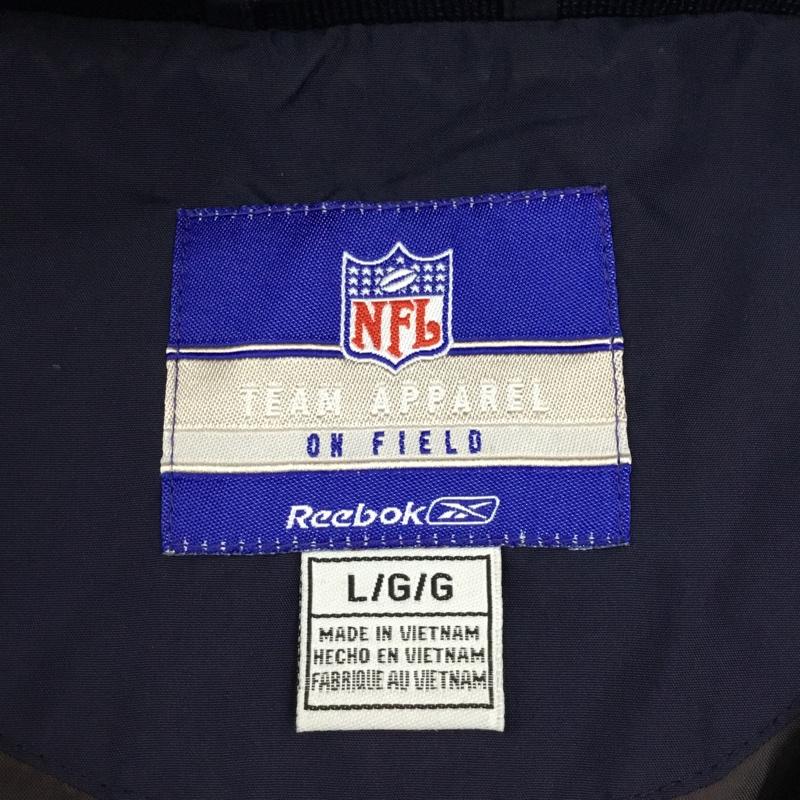 NFL
TEAM APPAREL
ON FIELD
Reebok
L/G/G
MADE IN VIETNAM
HECHO EN VIETNAM
FABRIQUE AU VIETNAM